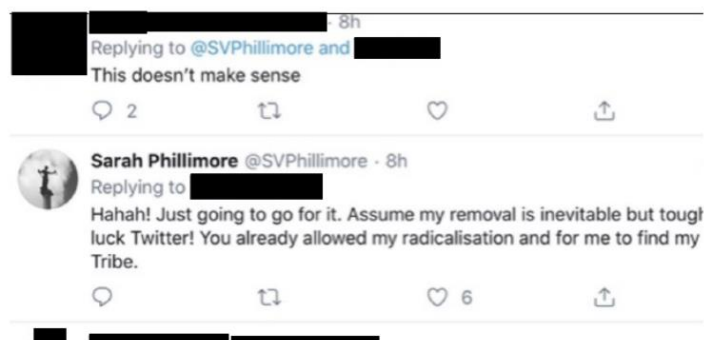 8h
Replying to @SVPhillimore and
This doesn't make sense
2
Sarah Phillimore @SVPhillimore · 8h
Replying to
Hahah! Just going to go for it. Assume my removal is inevitable but tough
luck Twitter! You already allowed my radicalisation and for me to find my
Tribe.
6